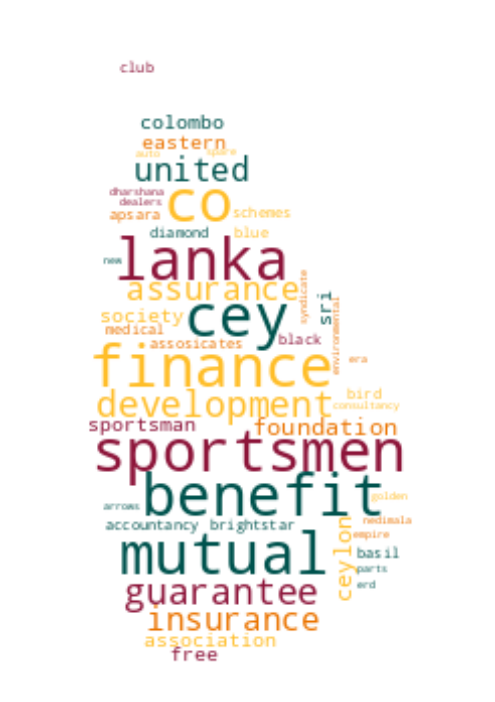 club
colombo
eastern
auto spare
united
dharshana
dealers
co
apsara
schemes
diamond blue
lanka
new
assurance
syndicate
sri
environmental
society
cey
medical
black
assosicates
finance
era
development
bird
consultancy
sportsman
foundation
sportsmen
benefit
golden
arrows
accountancy brightstar
nedimala
ceylon
empire
mutual
basil
parts
erd
guarantee
insurance
association
free